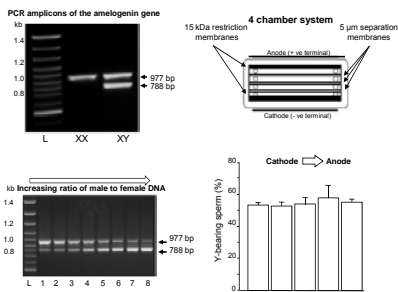 PCR amplicons of the amelogenin gene
kb
1.4
1.2
1.0
0.8
977 bp
788 bp
L XX XY
4 chamber system
15 kDa restriction
membranes
5 µm separation
membranes
Anode (+ ve terminal)
Cathode (- ve terminal)
kb Increasing ratio of male to female DNA
1.4
1.2
1.0
0.8
977 bp
788 bp
L 1 2 3 4 5 6 7 8
Cathode Anode
Y-bearing sperm (%)
80
60
40
20
0